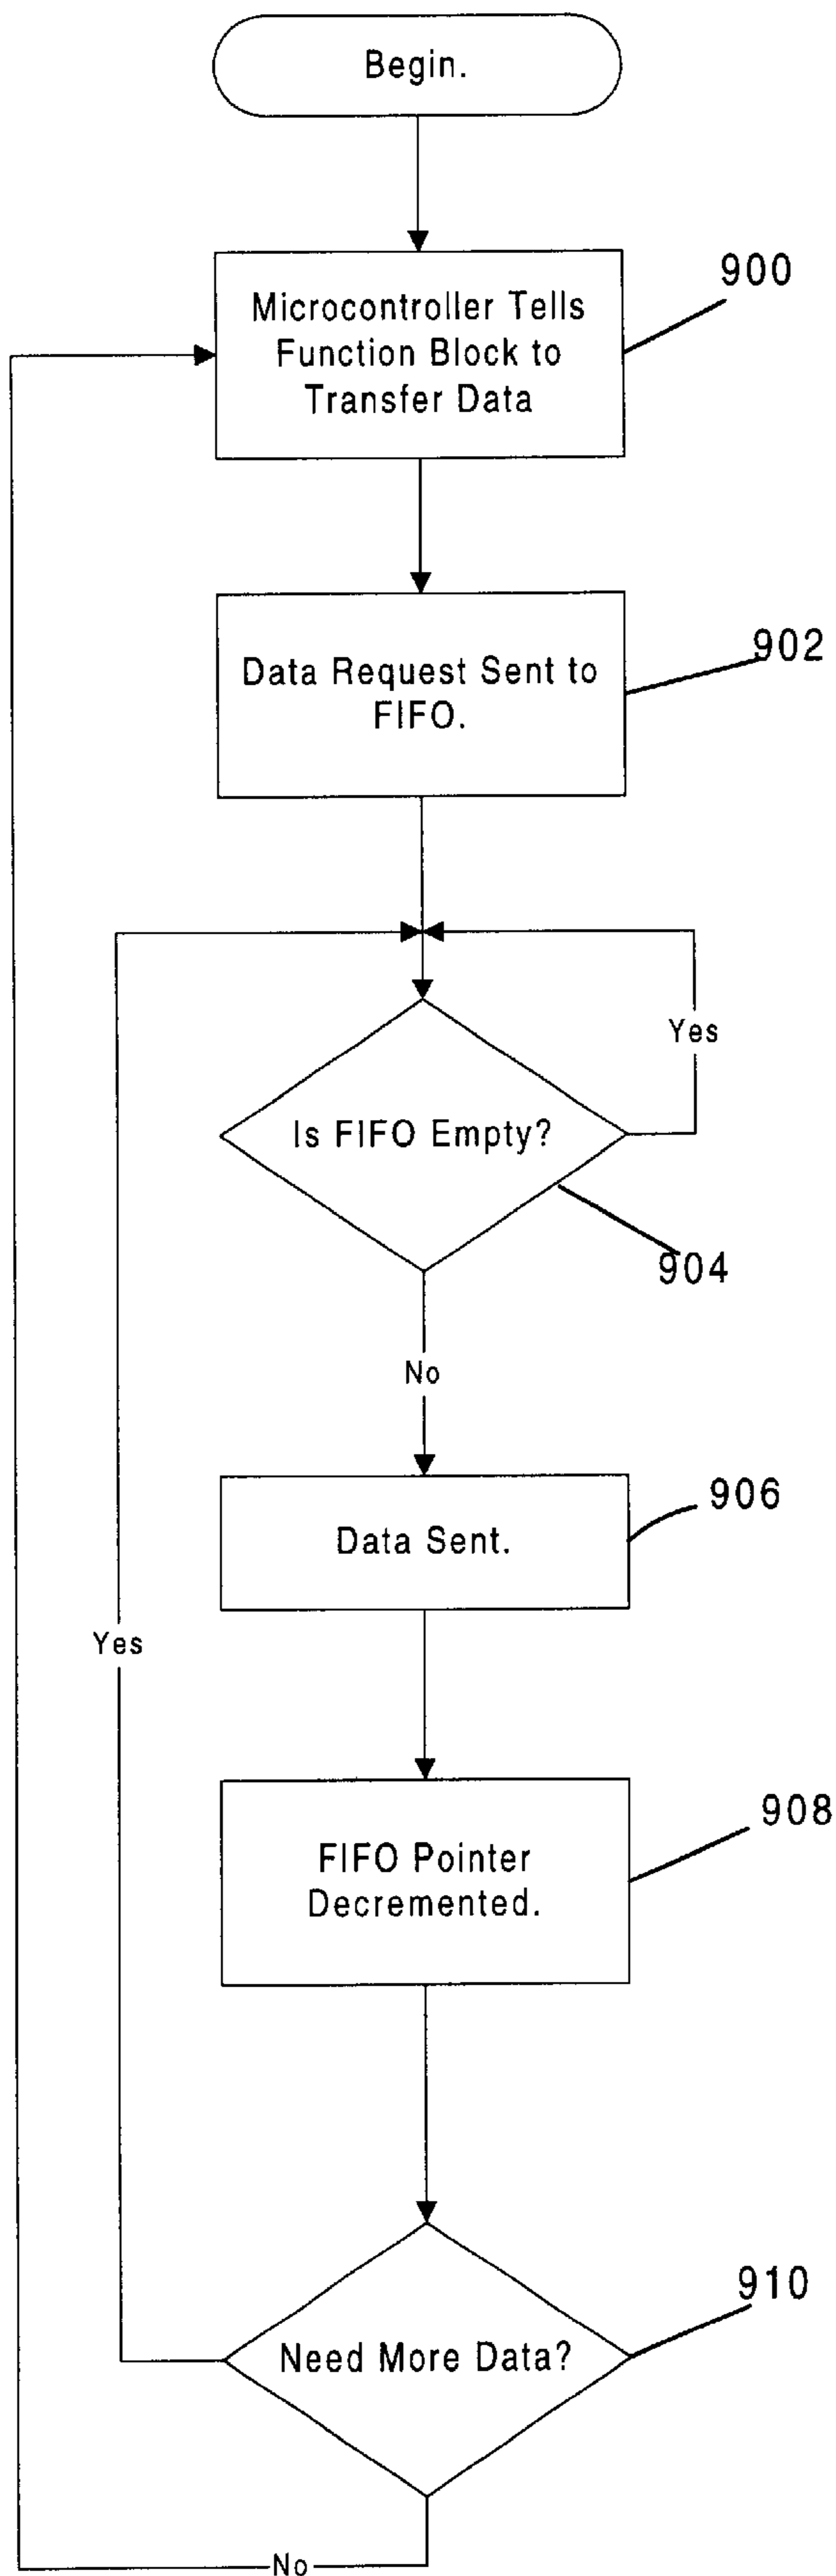 Begin.
900
Microcontroller Tells
Function Block to
Transfer Data
902
Data Request Sent to
FIFO.
Yes
Is FIFO Empty?
904
No
906
Data Sent.
Yes
908
FIFO Pointer
Decremented.
910
Need More Data?
No